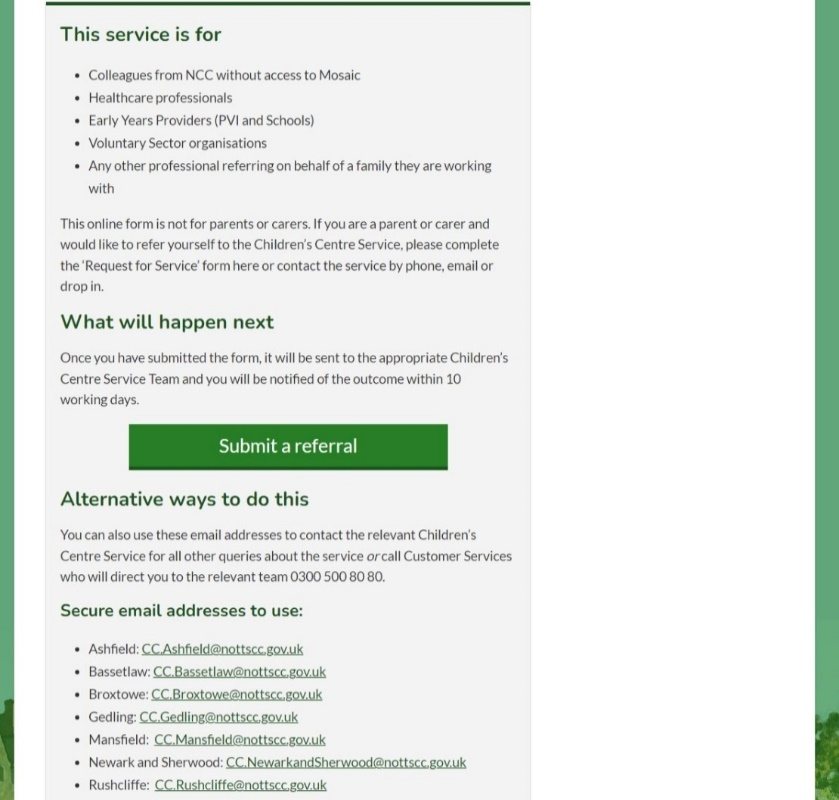 This service is for
• Colleagues from NCC without access to Mosaic
• Healthcare professionals
• Early Years Providers (PVI and Schools)
• Voluntary Sector organisations
• Any other professional referring on behalf of a family they are working
with
This online form is not for parents or carers. If you are a parent or carer and
would like to refer yourself to the Children's Centre Service, please complete
the 'Request for Service' form here or contact the service by phone, email or
drop in.
What will happen next
Once you have submitted the form, it will be sent to the appropriate Children's
Centre Service Team and you will be notified of the outcome within 10
working days.
Submit a referral
Alternative ways to do this
You can also use these email addresses to contact the relevant Children's
Centre Service for all other queries about the service or call Customer Services
who will direct you to the relevant team 0300 500 80 80.
Secure email addresses to use:
• Ashfield: CC.Ashfield@nottscc.gov.uk
• Bassetlaw: CC.Bassetlaw@nottscc.gov.uk
• Broxtowe: CC.Broxtowe@nottscc.gov.uk
• Gedling: CC.Gedling@nottscc.gov.uk
• Mansfield: CC.Mansfield@nottscc.gov.uk
• Newark and Sherwood: CC.NewarkandSherwood@nottscc.gov.uk
• Rushcliffe: CC.Rushcliffe@nottscc.gov.uk